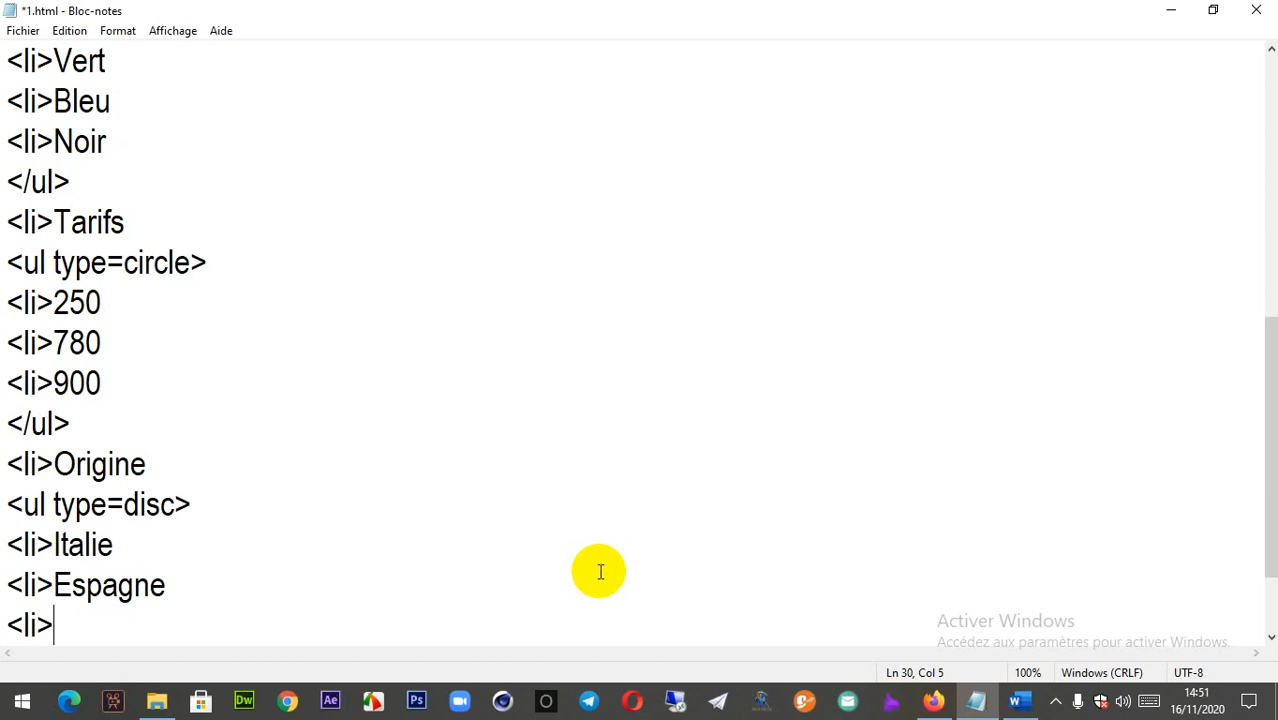 *1.html - Bloc-notes
Fichier Edition Format Affichage Aide
<li>Vert
<li>Bleu
<li>Noir
</ul>
<li>Tarifs
<ul type=circle>
<li>250
<li>780
<li>900
</ul>
<li>Origine
<ul type=disc>
<li>Italie
<li>Espagne
<li>
Activer Windows
Accédez aux paramètres pour activer Windows.
Ln 30, Col 5 100% Windows (CRLF) UTF-8
Dw Ae Ps O W
14:51
16/11/2020